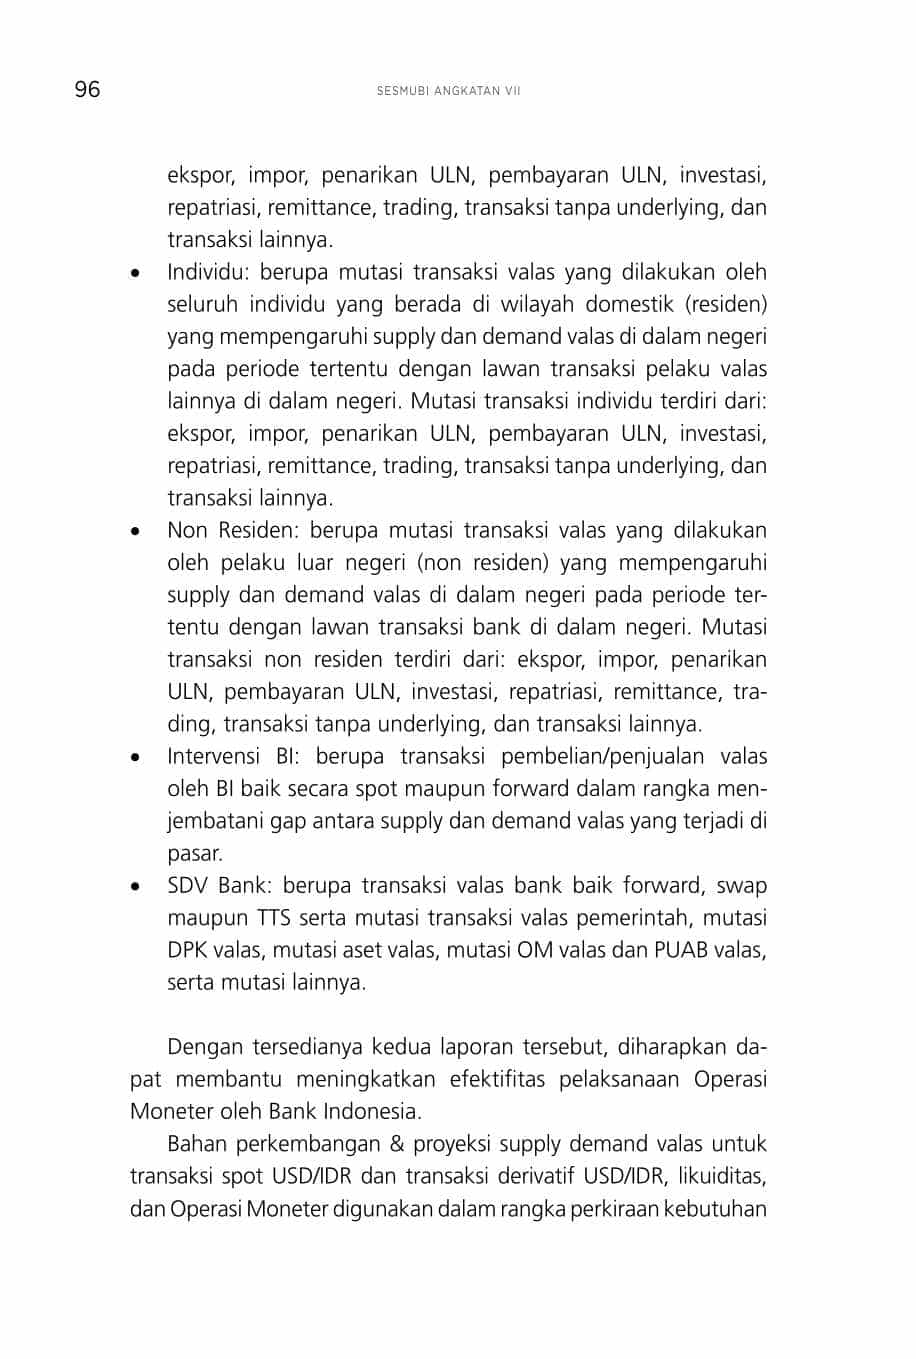 96
SESMUBI ANGKATAN VII
ekspor, impor, penarikan ULN, pembayaran ULN, investasi,
repatriasi, remittance, trading, transaksi tanpa underlying, dan
transaksi lainnya.
• Individu: berupa mutasi transaksi valas yang dilakukan oleh
seluruh individu yang berada di wilayah domestik (residen)
yang mempengaruhi supply dan demand valas di dalam negeri
pada periode tertentu dengan lawan transaksi pelaku valas
lainnya di dalam negeri. Mutasi transaksi individu terdiri dari:
ekspor, impor, penarikan ULN, pembayaran ULN, investasi,
repatriasi, remittance, trading, transaksi tanpa underlying, dan
transaksi lainnya.
• Non Residen: berupa mutasi transaksi valas yang dilakukan
oleh pelaku luar negeri (non residen) yang mempengaruhi
supply dan demand valas di dalam negeri pada periode ter-
tentu dengan lawan transaksi bank di dalam negeri. Mutasi
transaksi non residen terdiri dari: ekspor, impor, penarikan
ULN, pembayaran ULN, investasi, repatriasi, remittance, tra-
ding, transaksi tanpa underlying, dan transaksi lainnya.
• Intervensi BI: berupa transaksi pembelian/penjualan valas
oleh BI baik secara spot maupun forward dalam rangka men-
jembatani gap antara supply dan demand valas yang terjadi di
pasar.
• SDV Bank: berupa transaksi valas bank baik forward, swap
maupun TTS serta mutasi transaksi valas pemerintah, mutasi
DPK valas, mutasi aset valas, mutasi OM valas dan PUAB valas,
serta mutasi lainnya.
Dengan tersedianya kedua laporan tersebut, diharapkan da-
pat membantu meningkatkan efektifitas pelaksanaan Operasi
Moneter oleh Bank Indonesia.
Bahan perkembangan & proyeksi supply demand valas untuk
transaksi spot USD/IDR dan transaksi derivatif USD/IDR, likuiditas,
dan Operasi Moneter digunakan dalam rangka perkiraan kebutuhan